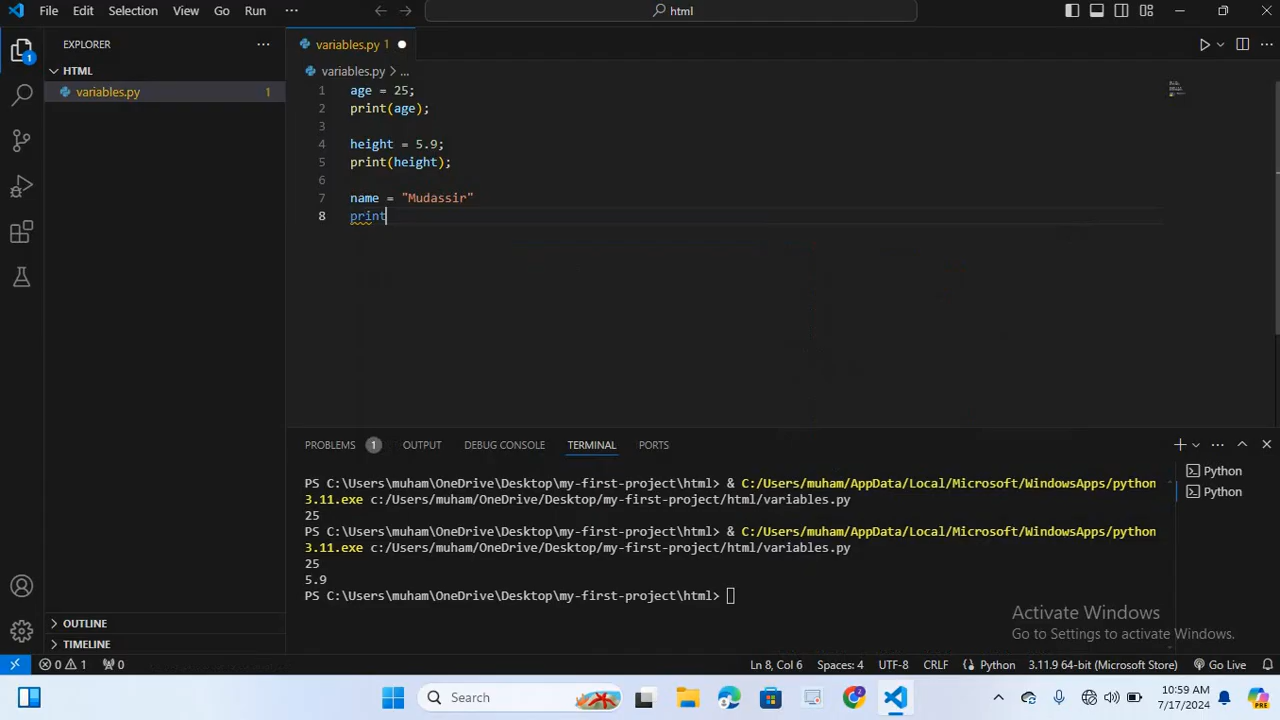 File Edit Selection View Go Run ··· html
EXPLORER ···
variables.py 1
HTML
variables.py 1
variables.py > ...
1 age = 25;
2 print(age);
3
4 height = 5.9;
5 print(height);
6
7 name = "Mudassir"
8 print
PROBLEMS 1 OUTPUT DEBUG CONSOLE TERMINAL PORTS
PS C:\Users\muham\OneDrive\Desktop\my-first-project\html> & C:/Users/muham/AppData/Local/Microsoft/WindowsApps/python
3.11.exe c:/Users/muham/OneDrive/Desktop/my-first-project/html/variables.py
25
PS C:\Users\muham\OneDrive\Desktop\my-first-project\html> & C:/Users/muham/AppData/Local/Microsoft/WindowsApps/python
3.11.exe c:/Users/muham/OneDrive/Desktop/my-first-project/html/variables.py
25
5.9
PS C:\Users\muham\OneDrive\Desktop\my-first-project\html>
Python
Python
Activate Windows
Go to Settings to activate Windows.
OUTLINE
TIMELINE
0 1 0 Ln 8, Col 6 Spaces: 4 UTF-8 CRLF Python 3.11.9 64-bit (Microsoft Store) Go Live
Search
10:59 AM
7/17/2024
PRE